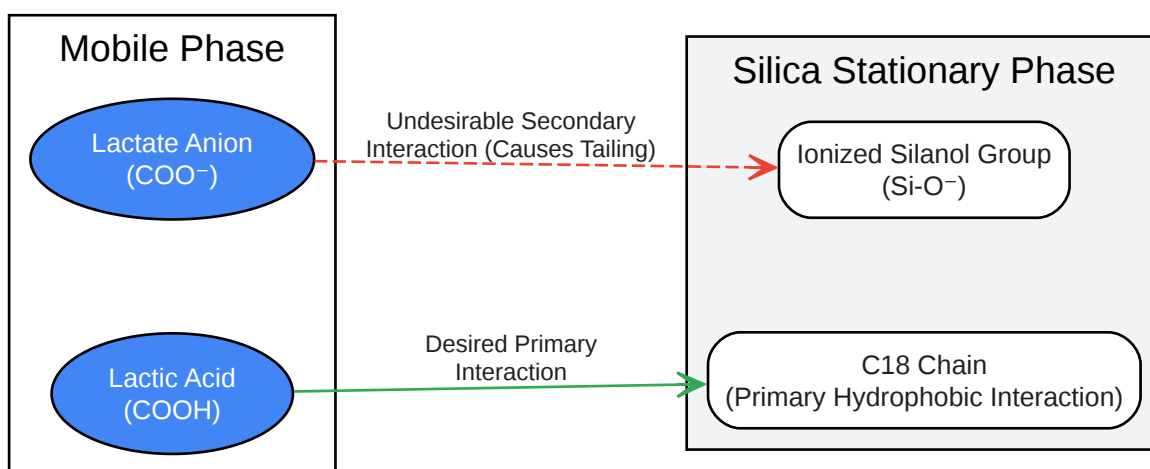 Mobile Phase
Silica Stationary Phase
Lactate Anion
(COO⁻)
Undesirable Secondary
Interaction (Causes Tailing)
Ionized Silanol Group
(Si-O⁻)
Lactic Acid
(COOH)
Desired Primary
Interaction
C18 Chain
(Primary Hydrophobic Interaction)